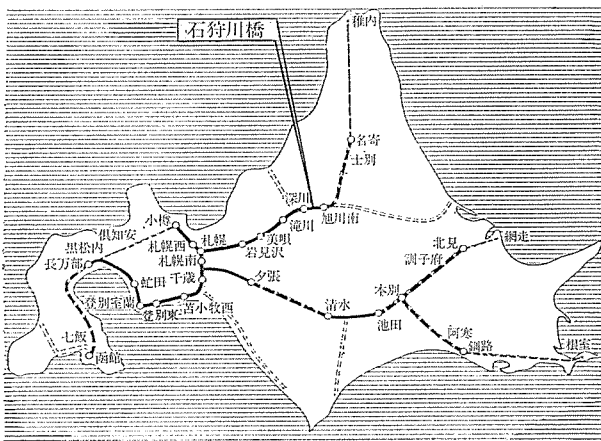 稚内
石狩川橋
名寄
士別
深川
滝川
旭川南
美唄
岩見沢
小樽
倶知安
札幌
札幌西
札幌南
黒松内
長万部
千歳
虻田
登別室蘭
登別東
苫小牧西
七飯
函館
夕張
清水
池田
本別
北見
訓子府
網走
阿寒
釧路
根室